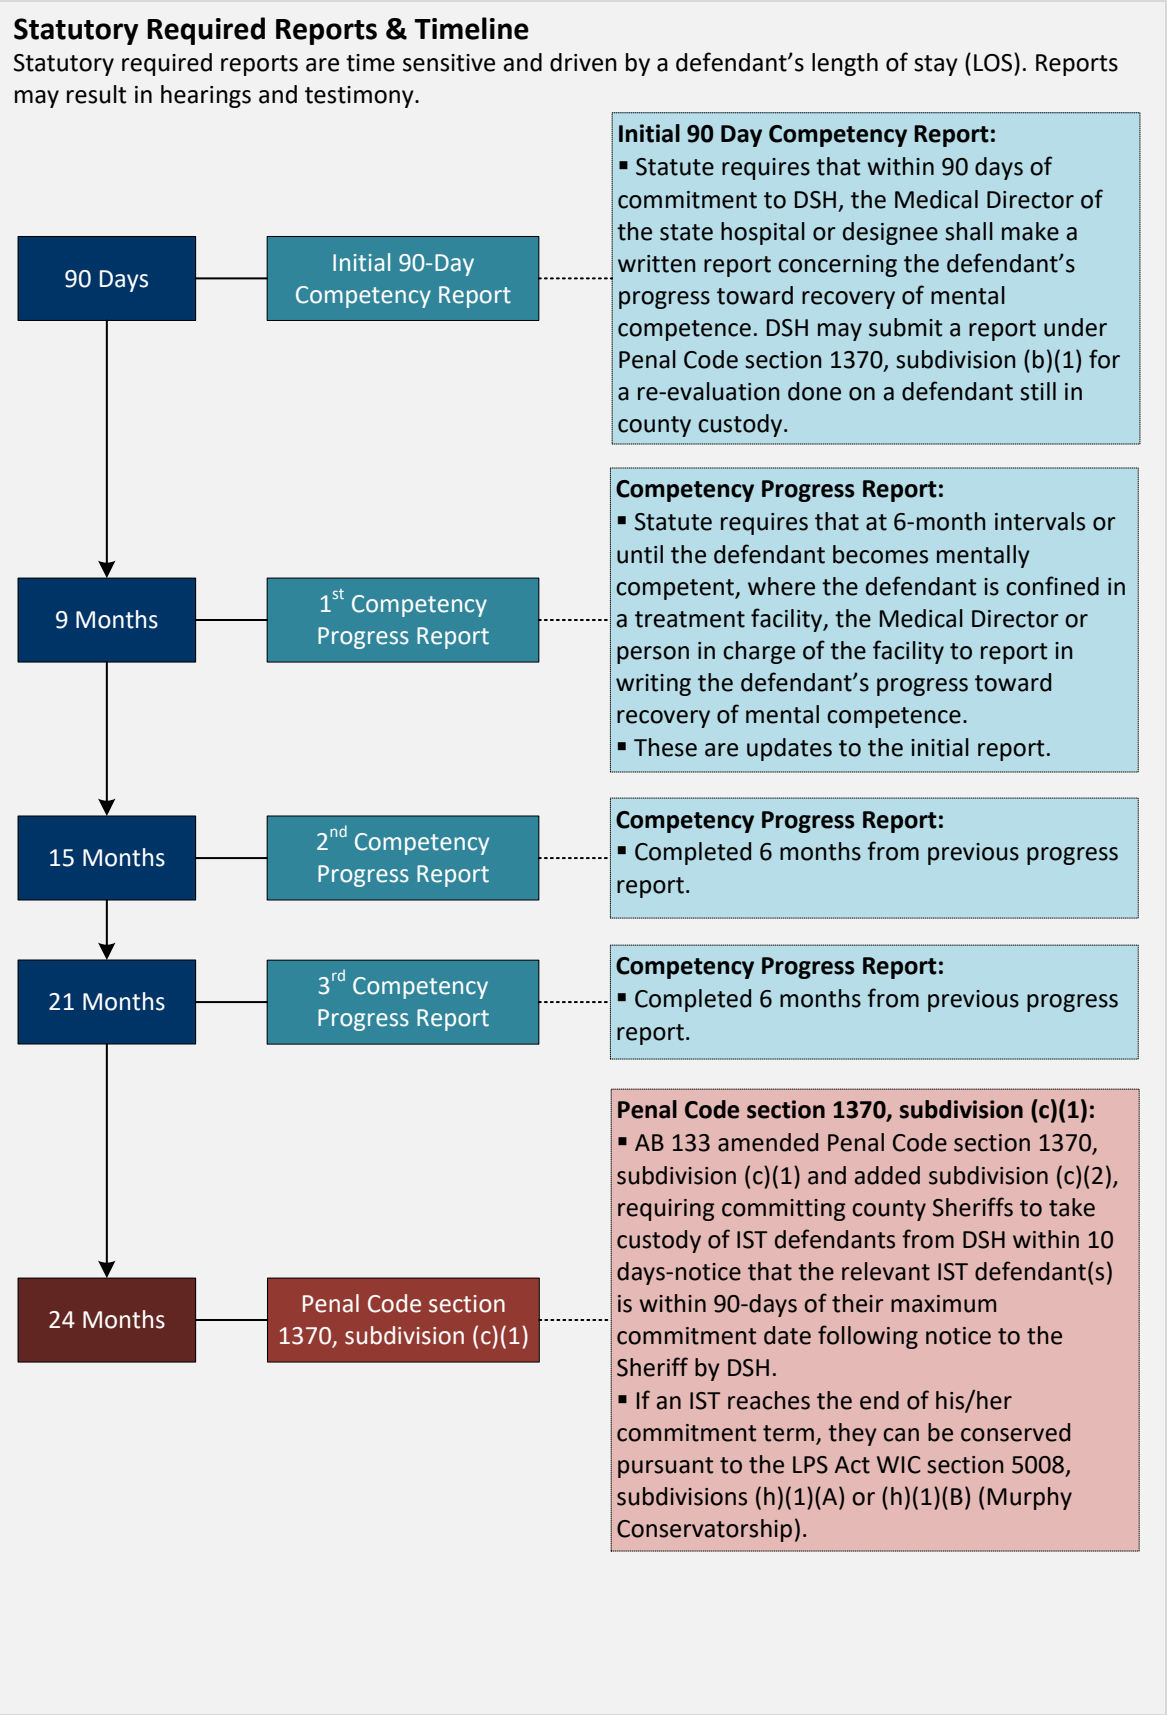 Statutory Required Reports & Timeline
Statutory required reports are time sensitive and driven by a defendant’s length of stay (LOS). Reports
may result in hearings and testimony.
90 Days
Initial 90-Day
Competency Report
Initial 90 Day Competency Report:
▪ Statute requires that within 90 days of
commitment to DSH, the Medical Director of
the state hospital or designee shall make a
written report concerning the defendant’s
progress toward recovery of mental
competence. DSH may submit a report under
Penal Code section 1370, subdivision (b)(1) for
a re-evaluation done on a defendant still in
county custody.
9 Months
1st Competency
Progress Report
Competency Progress Report:
▪ Statute requires that at 6-month intervals or
until the defendant becomes mentally
competent, where the defendant is confined in
a treatment facility, the Medical Director or
person in charge of the facility to report in
writing the defendant’s progress toward
recovery of mental competence.
▪ These are updates to the initial report.
15 Months
2nd Competency
Progress Report
Competency Progress Report:
▪ Completed 6 months from previous progress
report.
21 Months
3rd Competency
Progress Report
Competency Progress Report:
▪ Completed 6 months from previous progress
report.
24 Months
Penal Code section
1370, subdivision (c)(1)
Penal Code section 1370, subdivision (c)(1):
▪ AB 133 amended Penal Code section 1370,
subdivision (c)(1) and added subdivision (c)(2),
requiring committing county Sheriffs to take
custody of IST defendants from DSH within 10
days-notice that the relevant IST defendant(s)
is within 90-days of their maximum
commitment date following notice to the
Sheriff by DSH.
▪ If an IST reaches the end of his/her
commitment term, they can be conserved
pursuant to the LPS Act WIC section 5008,
subdivisions (h)(1)(A) or (h)(1)(B) (Murphy
Conservatorship).